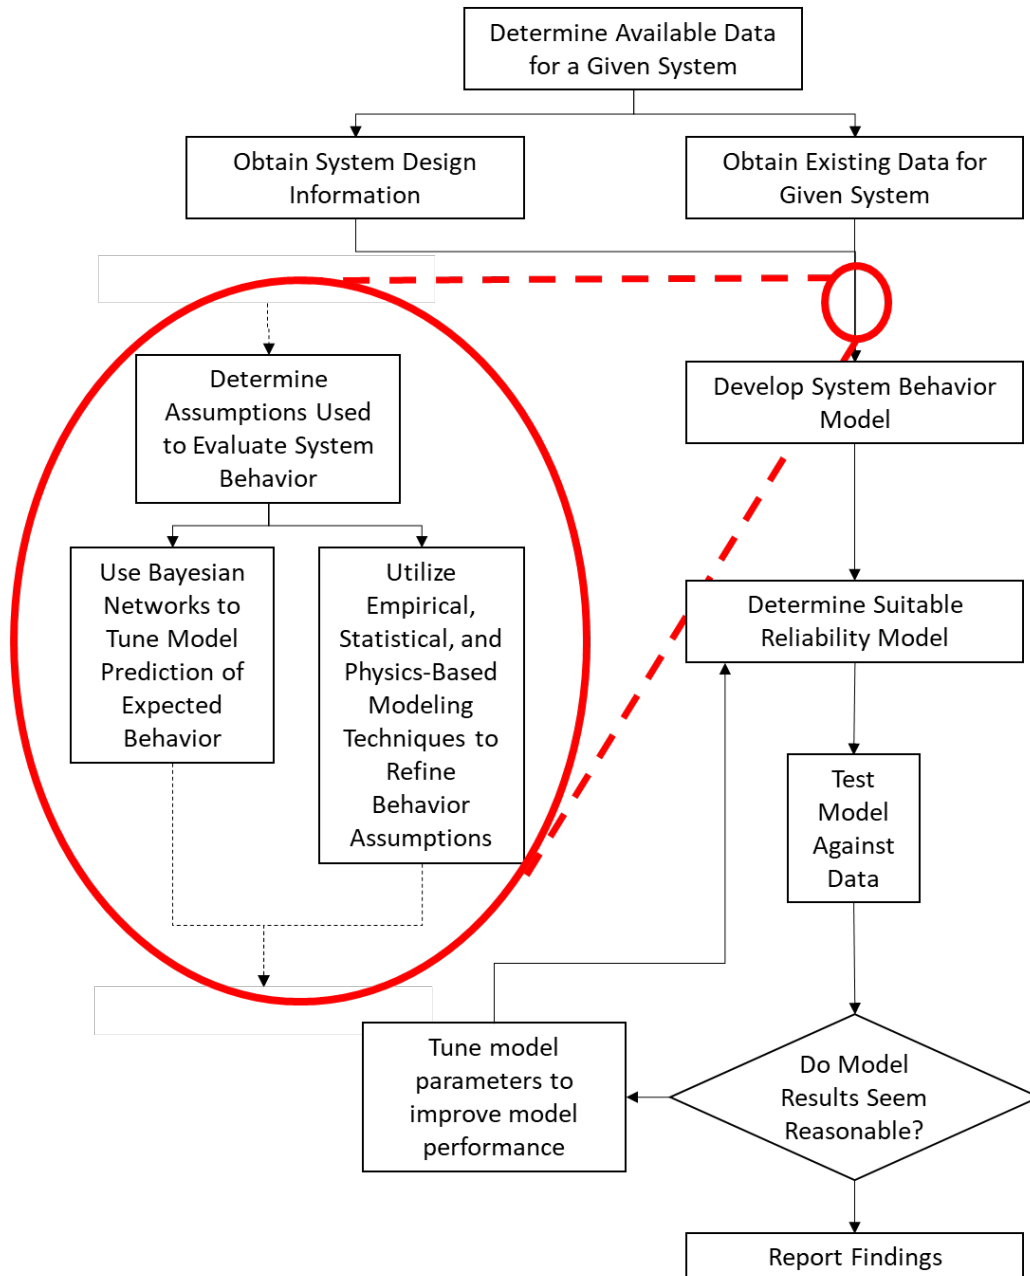 Determine Available Data
for a Given System
Obtain System Design
Information
Obtain Existing Data for
Given System
Determine
Assumptions Used
to Evaluate System
Behavior
Develop System Behavior
Model
Use Bayesian
Networks to
Tune Model
Prediction of
Expected
Behavior
Utilize
Empirical,
Statistical, and
Physics-Based
Modeling
Techniques to
Refine
Behavior
Assumptions
Determine Suitable
Reliability Model
Test
Model
Against
Data
Tune model
parameters to
improve model
performance
Do Model
Results Seem
Reasonable?
Report Findings